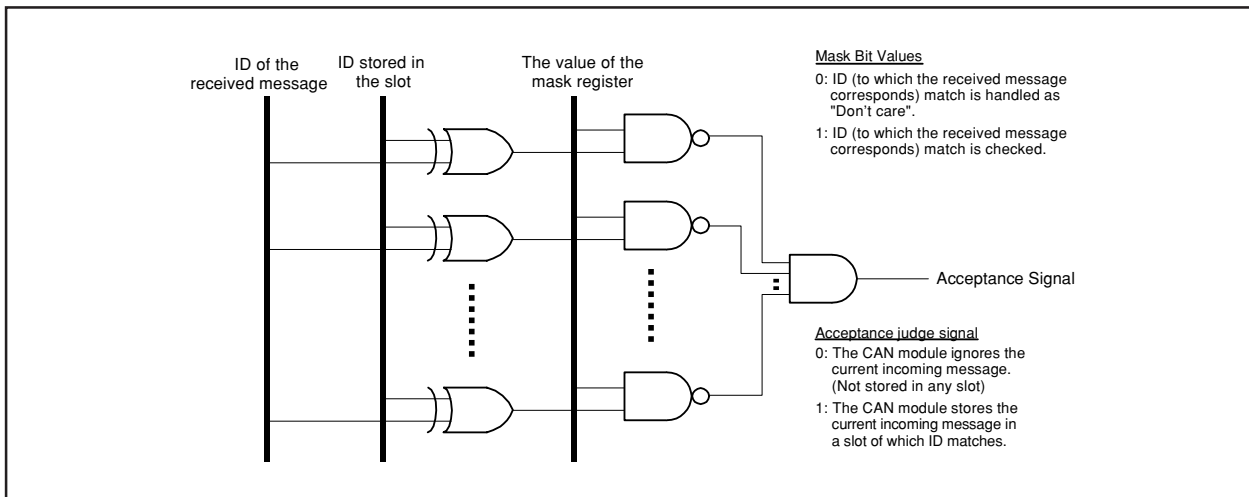 ID of the
received message
ID stored in
the slot
The value of the
mask register
Mask Bit Values
0: ID (to which the received message
corresponds) match is handled as
"Don't care".
1: ID (to which the received message
corresponds) match is checked.
Acceptance Signal
Acceptance judge signal
0: The CAN module ignores the
current incoming message.
(Not stored in any slot)
1: The CAN module stores the
current incoming message in
a slot of which ID matches.